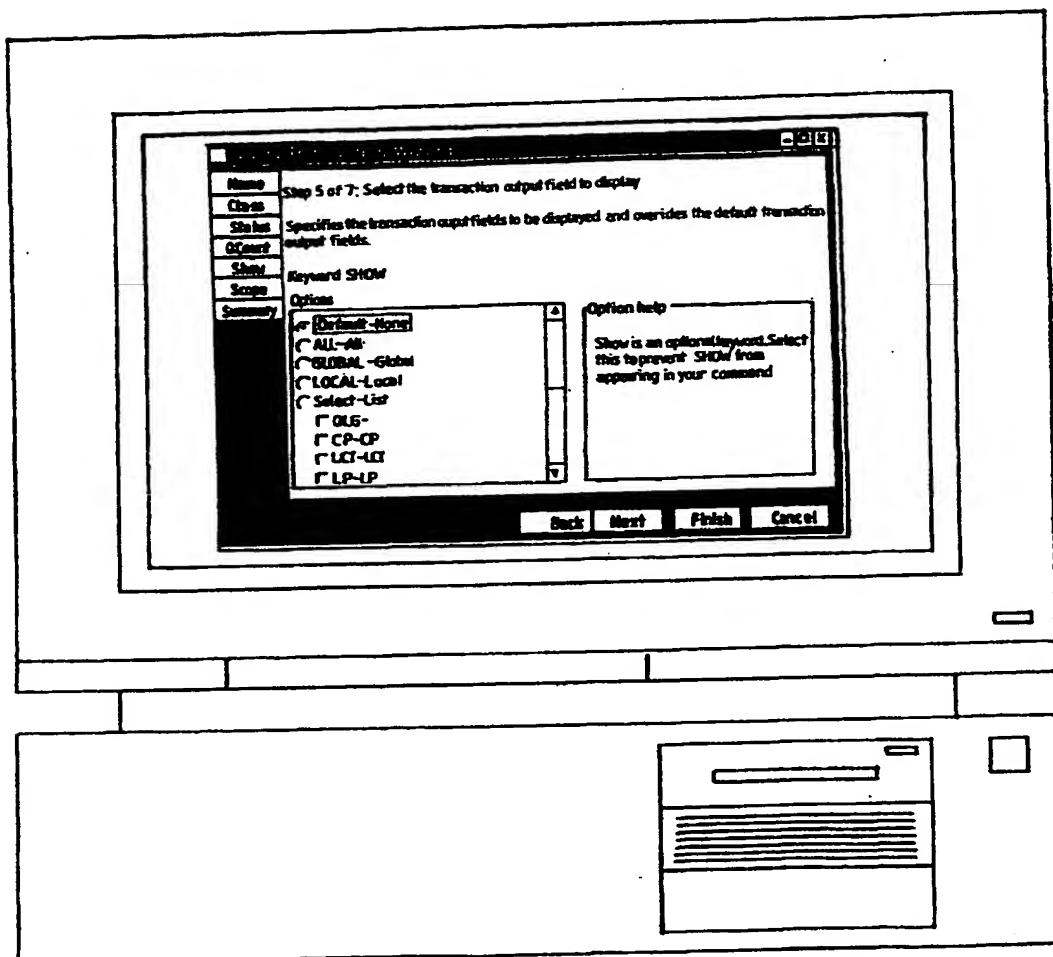 Name
Class
Status
QCount
Show
Scope
Summary
Step 5 of 7: Select the transaction output field to display
Specifies the transaction ouput fields to be displayed and overrides the default transaction
output fields.
Keyword SHOW
Options
Default-None
ALL-All
GLOBAL-Global
LOCAL-Local
Select-List
CP-CP
LCT-LCT
LP-LP
Option help
Show is an optional keyword. Select
this to prevent SHOW from
appearing in your command
Back Next Finish Cancel